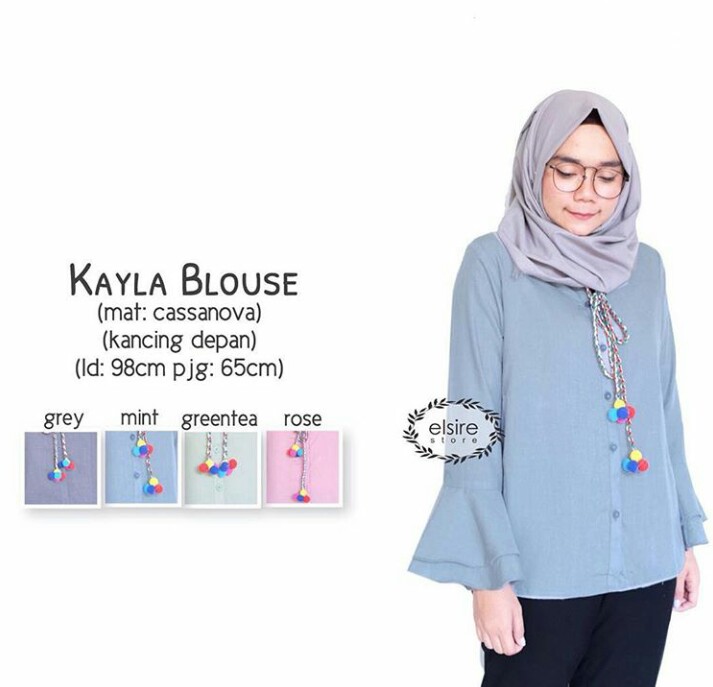 KAYLA BLOUSE
(mat: cassanova)
(kancing depan)
(ld: 98cm pjg: 65cm)
grey mint greentea rose
elsire
store